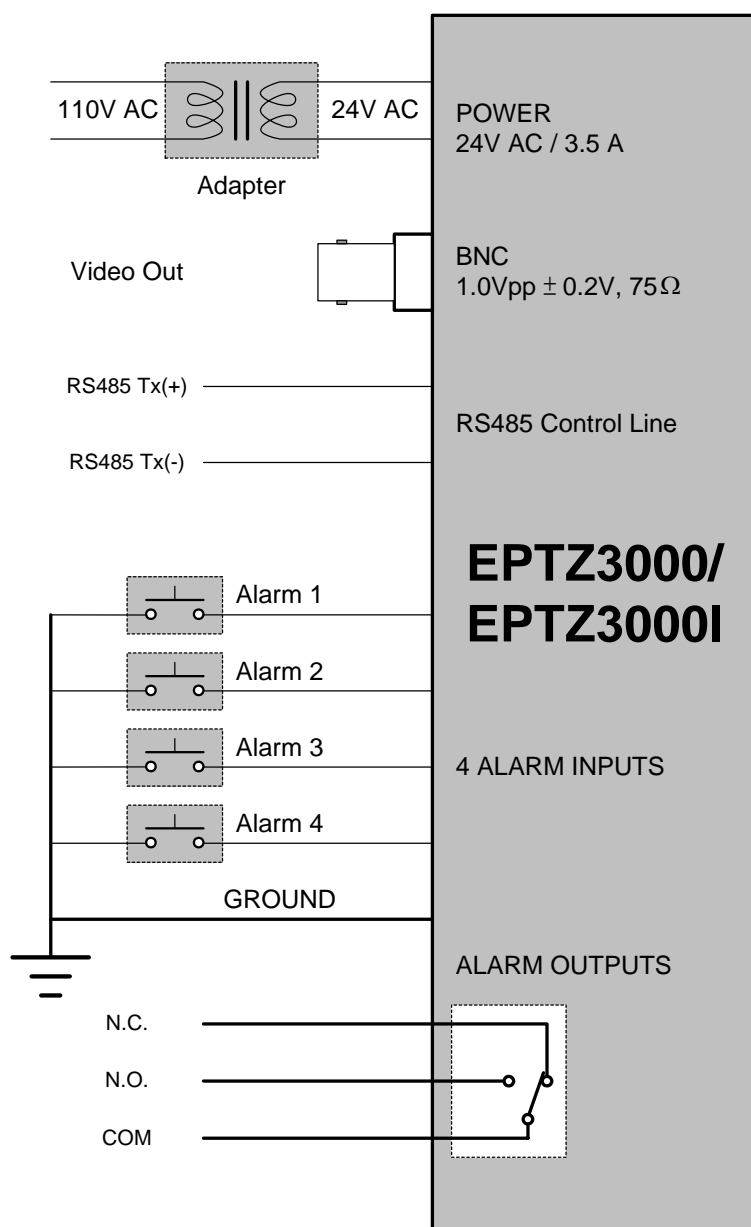 110V AC
24V AC
Adapter
POWER
24V AC / 3.5 A
Video Out
BNC
1.0Vpp ± 0.2V, 75Ω
RS485 Tx(+)
RS485 Control Line
RS485 Tx(-)
EPTZ3000/
EPTZ3000I
Alarm 1
Alarm 2
Alarm 3
4 ALARM INPUTS
Alarm 4
GROUND
ALARM OUTPUTS
N.C.
N.O.
COM